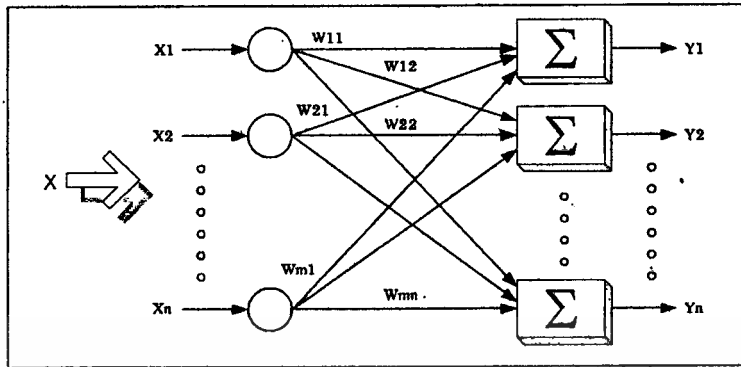 X1 W11 Σ Y1
W12
W21
X2 W22 Σ Y2
X
Wm1
Xn Wmn Σ Yn